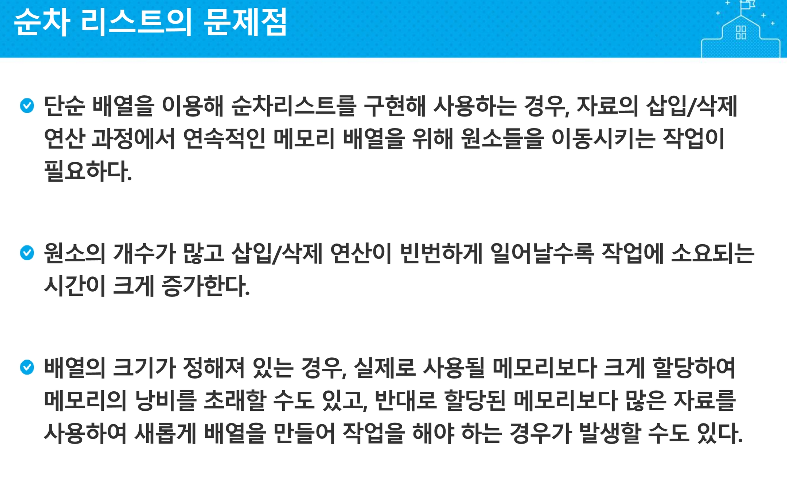 순차 리스트의 문제점
단순 배열을 이용해 순차리스트를 구현해 사용하는 경우, 자료의 삽입/삭제
연산 과정에서 연속적인 메모리 배열을 위해 원소들을 이동시키는 작업이
필요하다.
원소의 개수가 많고 삽입/삭제 연산이 빈번하게 일어날수록 작업에 소요되는
시간이 크게 증가한다.
배열의 크기가 정해져 있는 경우, 실제로 사용될 메모리보다 크게 할당하여
메모리의 낭비를 초래할 수도 있고, 반대로 할당된 메모리보다 많은 자료를
사용하여 새롭게 배열을 만들어 작업을 해야 하는 경우가 발생할 수도 있다.